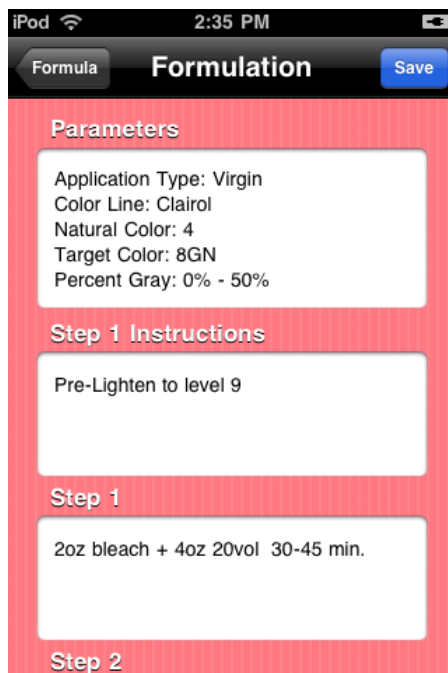 iPod 2:35 PM
Formula Formulation Save
Parameters
Application Type: Virgin
Color Line: Clairol
Natural Color: 4
Target Color: 8GN
Percent Gray: 0% - 50%
Step 1 Instructions
Pre-Lighten to level 9
Step 1
2oz bleach + 4oz 20vol  30-45 min.
Step 2